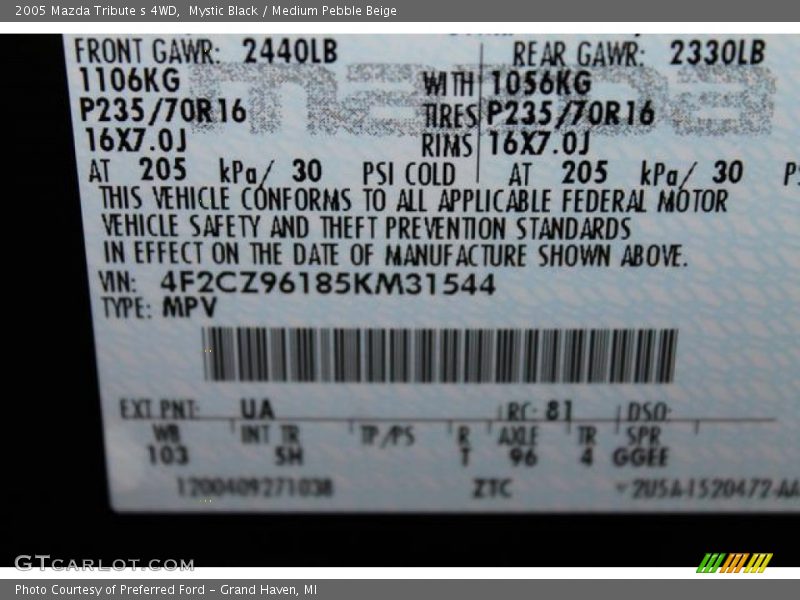 2005 Mazda Tribute s 4WD, Mystic Black / Medium Pebble Beige
FRONT GAWR: 2440LB REAR GAWR: 2330LB
1106KG WITH 1056KG
P235/70R16 TIRES P235/70R16
16X7.0J RIMS 16X7.0J
AT 205 kPa/ 30 PSI COLD AT 205 kPa/ 30
THIS VEHICLE CONFORMS TO ALL APPLICABLE FEDERAL MOTOR
VEHICLE SAFETY AND THEFT PREVENTION STANDARDS
IN EFFECT ON THE DATE OF MANUFACTURE SHOWN ABOVE.
VIN: 4F2CZ96185KM31544
TYPE: MPV
EXT PNT: UA RC: 81 DSO:
WB INT TR TP/PS R AXLE TR SPR
103 5H T 96 4 GGEE
1200409271038 ZTC 2U5A-1520472-AA
GTCARLOT.COM
Photo Courtesy of Preferred Ford – Grand Haven, MI